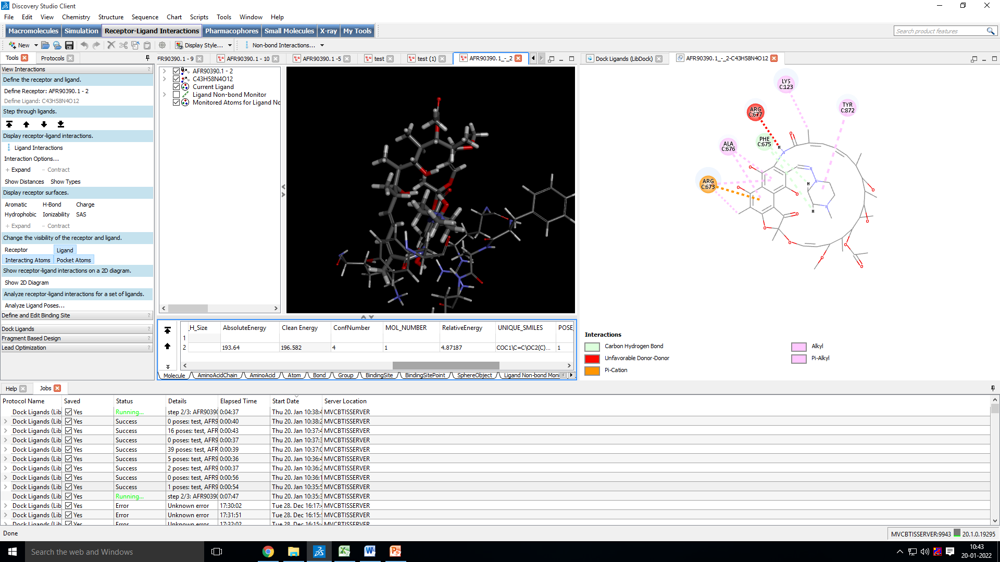 Discovery Studio Client
File Edit View Chemistry Structure Sequence Chart Scripts Tools Window Help
Macromolecules Simulation Receptor-Ligand Interactions Pharmacophores Small Molecules X-ray My Tools
Search product features
New Display Style... Non-bond Interactions...
Tools Protocols
View Interactions ?
Define the receptor and ligand.
Define Receptor: AFR90390.1 - 2
Define Ligand: C43H58N4O12
Step through ligands.
Display receptor-ligand interactions.
Ligand Interactions
Interaction Options...
+ Expand - Contract
Show Distances Show Types
Display receptor surfaces.
Aromatic H-Bond Charge
Hydrophobic Ionizability SAS
+ Expand - Contract
Change the visibility of the receptor and ligand.
Receptor Ligand
Interacting Atoms Pocket Atoms
Show receptor-ligand interactions on a 2D diagram.
Show 2D Diagram
Analyze receptor-ligand interactions for a set of ligands.
Analyze Ligand Poses...
Define and Edit Binding Site ?
Dock Ligands ?
Fragment Based Design ?
Lead Optimization ?
FR90390.1 - 9 AFR90390.1 - 10 AFR90390.1 -5 test test (1) AFR90390.1_-_2
AFR90390.1 - 2
C43H58N4O12
Current Ligand
Ligand Non-bond Monitor
Monitored Atoms for Ligand No
_H_Size AbsoluteEnergy Clean Energy ConfNumber MOL_NUMBER RelativeEnergy UNIQUE_SMILES POSE_
1
2 193.64 196.582 4 1 4.87187 COC1\C=C\OC2(C)... 1
Molecule AminoAcidChain AminoAcid Atom Bond Group BindingSite BindingSitePoint SphereObject Ligand Non-bond Moni
Dock Ligands (LibDock) AFR90390.1_-_2-C43H58N4O12
LYS
C:123
TYR
C:872
ARG
C:677
PHE
C:675
ALA
C:676
ARG
C:673
O
H
N
O
N
N
O
O
H
O
H
N
O
O
O
O
O
O
O
O
Interactions
Carbon Hydrogen Bond
Unfavorable Donor-Donor
Pi-Cation
Alkyl
Pi-Alkyl
Help Jobs
Protocol Name Saved Status Details Elapsed Time Start Date Server Location
Dock Ligands (Lib Yes Running... step 2/3: AFR9039( 0:04:37 Thu 20. Jan 10:38:4 MVCBTISSERVER
Dock Ligands (Lib Yes Success 0 poses: test, AFR9 0:00:40 Thu 20. Jan 10:38:2 MVCBTISSERVER
Dock Ligands (Lib Yes Success 16 poses: test, AFR 0:00:43 Thu 20. Jan 10:37:4 MVCBTISSERVER
Dock Ligands (Lib Yes Success 0 poses: test, AFR9 0:00:37 Thu 20. Jan 10:37:3 MVCBTISSERVER
Dock Ligands (Lib Yes Success 39 poses: test, AFR 0:00:39 Thu 20. Jan 10:37:0 MVCBTISSERVER
Dock Ligands (Lib Yes Success 5 poses: test, AFR9 0:00:36 Thu 20. Jan 10:36:4 MVCBTISSERVER
Dock Ligands (Lib Yes Success 2 poses: test, AFR9 0:00:37 Thu 20. Jan 10:36:2 MVCBTISSERVER
Dock Ligands (Lib Yes Success 0 poses: test, AFR9 0:00:56 Thu 20. Jan 10:36:1 MVCBTISSERVER
Dock Ligands (Lib Yes Success 1 poses: test, AFR9 0:00:54 Thu 20. Jan 10:35:5 MVCBTISSERVER
Dock Ligands (Lib Yes Running... step 2/3: AFR9039( 0:07:47 Thu 20. Jan 10:35:3 MVCBTISSERVER
Dock Ligands (Lib Yes Error Unknown error 17:30:02 Tue 28. Dec 16:17:4 MVCBTISSERVER
Dock Ligands (Lib Yes Error Unknown error 17:31:51 Tue 28. Dec 16:15:5 MVCBTISSERVER
Dock Ligands (Lib Yes Error Unknown error 17:32:02 Tue 28. Dec 16:15:4 MVCBTISSERVER
Done
MVCBTISSERVER:9943 20.1.0.19295
Search the web and Windows
10:43
20-01-2022